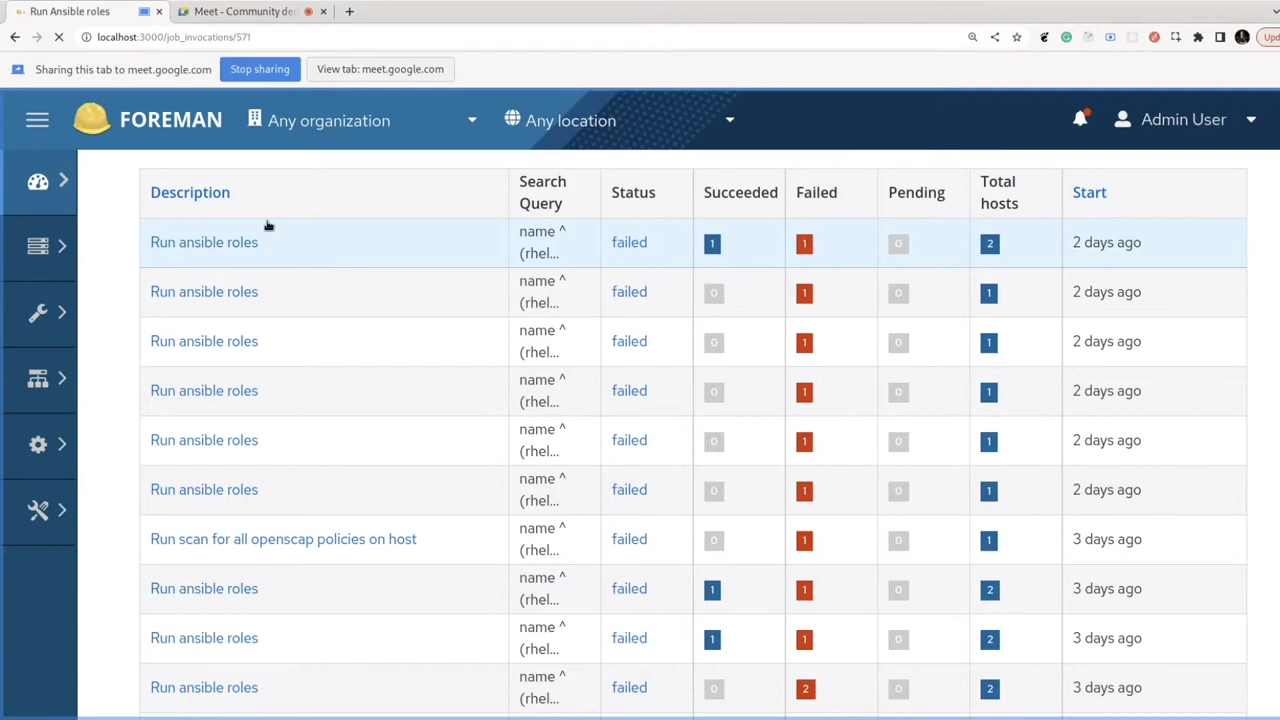 Run Ansible roles
Meet - Community de
localhost:3000/job_invocations/571
Sharing this tab to meet.google.com
Stop sharing
View tab: meet.google.com
FOREMAN
Any organization
Any location
Admin User
Description Search Query Status Succeeded Failed Pending Total hosts Start
Run ansible roles name ^ (rhel... failed 1 1 0 2 2 days ago
Run ansible roles name ^ (rhel... failed 0 1 0 1 2 days ago
Run ansible roles name ^ (rhel... failed 0 1 0 1 2 days ago
Run ansible roles name ^ (rhel... failed 0 1 0 1 2 days ago
Run ansible roles name ^ (rhel... failed 0 1 0 1 2 days ago
Run ansible roles name ^ (rhel... failed 0 1 0 1 2 days ago
Run scan for all openscap policies on host name ^ (rhel... failed 0 1 0 1 3 days ago
Run ansible roles name ^ (rhel... failed 1 1 0 2 3 days ago
Run ansible roles name ^ (rhel... failed 1 1 0 2 3 days ago
Run ansible roles name ^ (rhel... failed 0 2 0 2 3 days ago